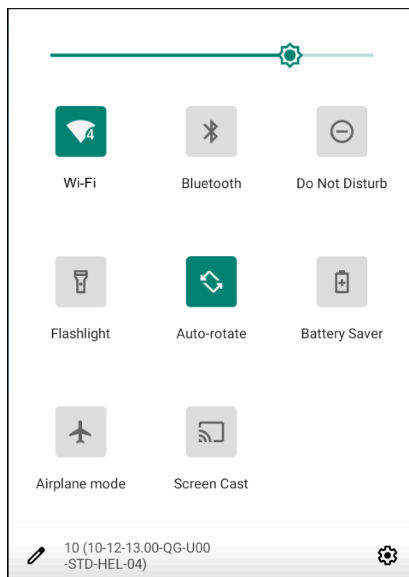 4
Wi-Fi
Bluetooth
Do Not Disturb
Flashlight
Auto-rotate
Battery Saver
Airplane mode
Screen Cast
10 (10-12-13.00-QG-U00
-STD-HEL-04)